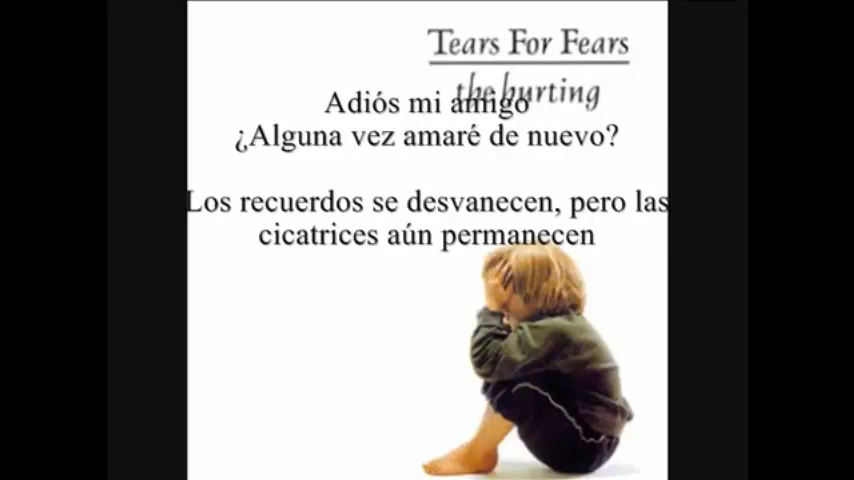 Tears For Fears
the hurting
Adiós mi amigo
¿Alguna vez amaré de nuevo?
Los recuerdos se desvanecen, pero las
cicatrices aún permanecen